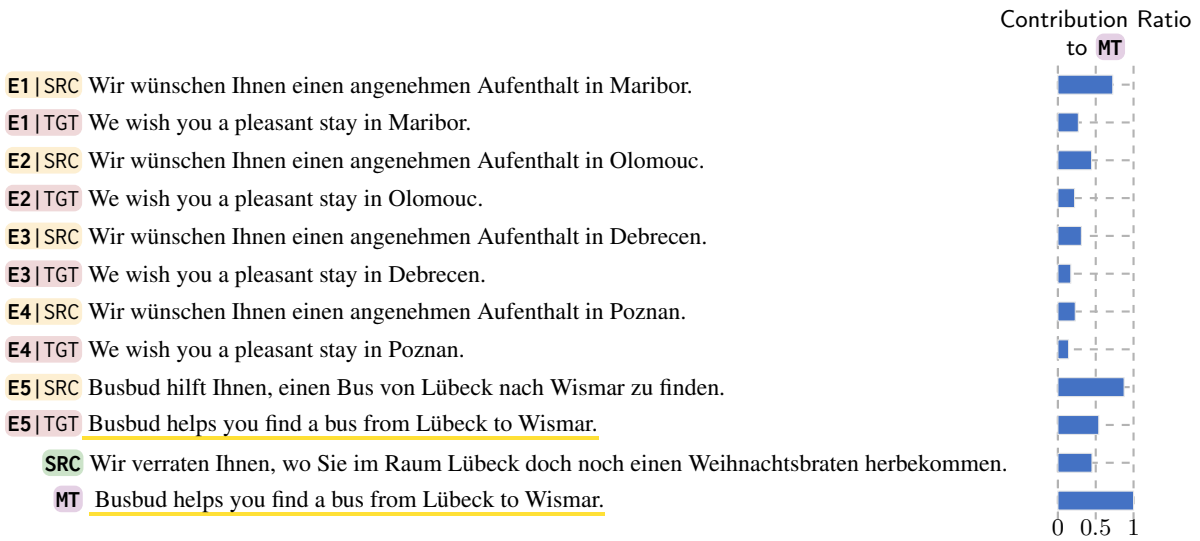 Contribution Ratio
to MT
E1|SRC Wir wünschen Ihnen einen angenehmen Aufenthalt in Maribor.
E1|TGT We wish you a pleasant stay in Maribor.
E2|SRC Wir wünschen Ihnen einen angenehmen Aufenthalt in Olomouc.
E2|TGT We wish you a pleasant stay in Olomouc.
E3|SRC Wir wünschen Ihnen einen angenehmen Aufenthalt in Debrecen.
E3|TGT We wish you a pleasant stay in Debrecen.
E4|SRC Wir wünschen Ihnen einen angenehmen Aufenthalt in Poznan.
E4|TGT We wish you a pleasant stay in Poznan.
E5|SRC Busbud hilft Ihnen, einen Bus von Lübeck nach Wismar zu finden.
E5|TGT Busbud helps you find a bus from Lübeck to Wismar.
SRC Wir verraten Ihnen, wo Sie im Raum Lübeck doch noch einen Weihnachtsbraten herbekommen.
MT Busbud helps you find a bus from Lübeck to Wismar.
0 0.5 1